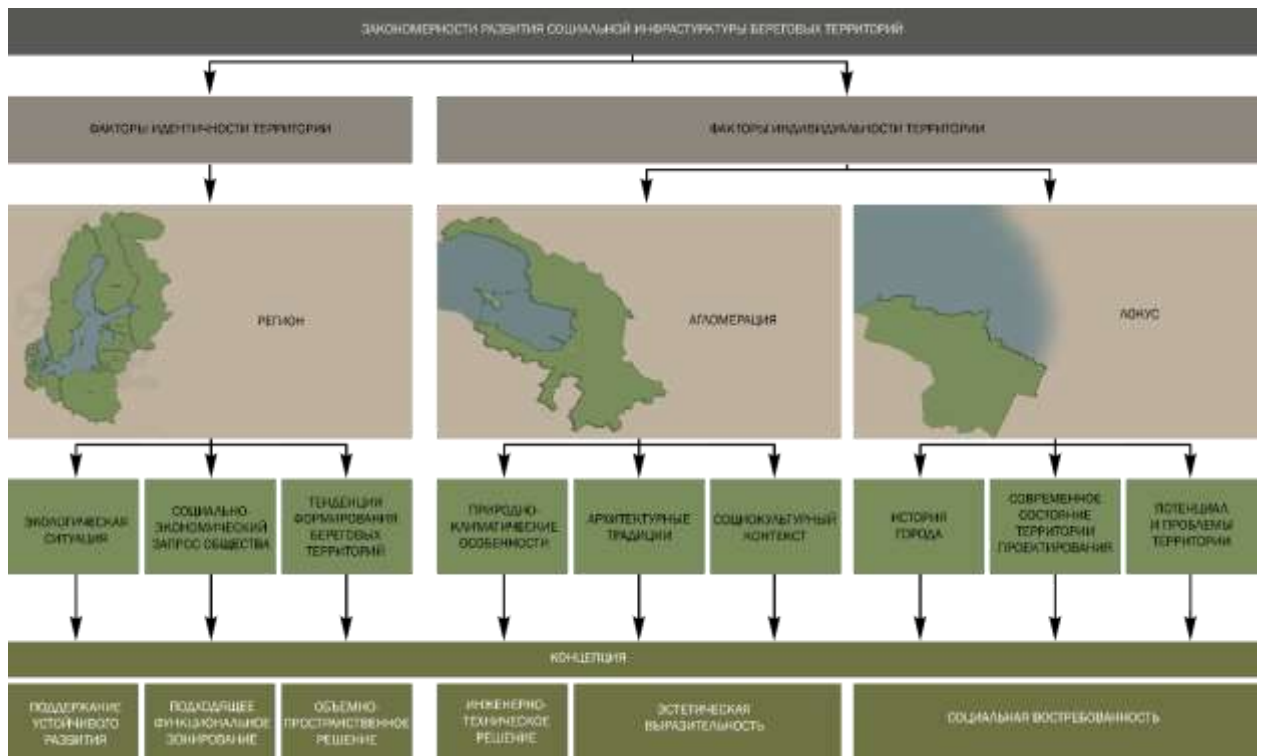 ЗАКОНОМЕРНОСТИ РАЗВИТИЯ СОЦИАЛЬНОЙ ИНФРАСТУРКТУРЫ БЕРЕГОВЫХ ТЕРРИТОРИЙ
ФАКТОРЫ ИДЕНТИЧНОСТИ ТЕРРИТОРИИ
ФАКТОРЫ ИНДИВИДУАЛЬНОСТИ ТЕРРИТОРИИ
РЕГИОН
АГЛОМЕРАЦИЯ
ЛОКУС
ЭКОЛОГИЧЕСКАЯ
СИТУАЦИЯ
СОЦИАЛЬНО-
ЭКОНОМИЧЕСКИЙ
ЗАПРОС ОБЩЕСТВА
ТЕНДЕНЦИИ
ФОРМИРОВАНИЯ
БЕРЕГОВЫХ
ТЕРРИТОРИЙ
ПРИРОДНО-
КЛИМАТИЧЕСКИЕ
ОСОБЕННОСТИ
АРХИТЕКТУРНЫЕ
ТРАДИЦИИ
СОЦИОКУЛЬТУРНЫЙ
КОНТЕКСТ
ИСТОРИЯ
ГОРОДА
СОВРЕМЕННОЕ
СОСТОЯНИЕ
ТЕРРИТОРИИ
ПРОЕКТИРОВАНИЯ
ПОТЕНЦИАЛ
И ПРОБЛЕМЫ
ТЕРРИТОРИИ
КОНЦЕПЦИЯ
ПОДДЕРЖАНИЕ
УСТОЙЧИВОГО
РАЗВИТИЯ
ПОДХОДЯЩЕЕ
ФУНКЦИОНАЛЬНОЕ
ЗОНИРОВАНИЕ
ОБЪЕМНО-
ПРОСТРАНСТВЕННОЕ
РЕШЕНИЕ
ИНЖЕНЕРНО-
ТЕХНИЧЕСКОЕ
РЕШЕНИЕ
ЭСТЕТИЧЕСКАЯ
ВЫРАЗИТЕЛЬНОСТЬ
СОЦИАЛЬНАЯ ВОСТРЕБОВАННОСТЬ